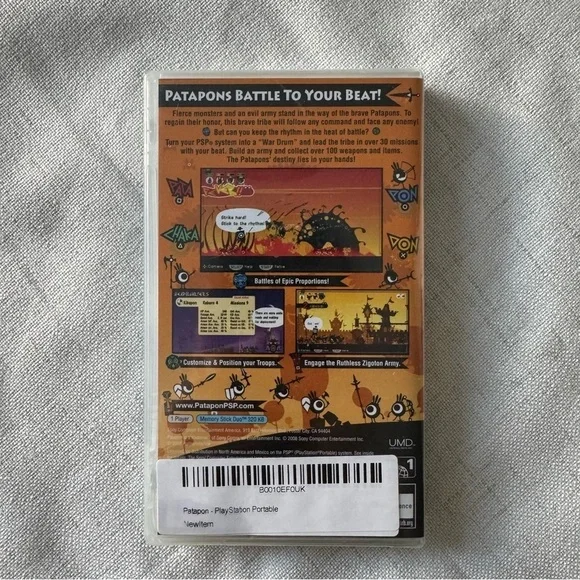 PATAPONS BATTLE TO YOUR BEAT!
Fierce monsters and an evil army stand in the way of the brave Patapons. To
regain their honor, this brave tribe will follow any command and face any enemy!
But can you keep the rhythm in the heat of battle?
Turn your PSP® system into a "War Drum" and lead the tribe in over 30 missions
with your beat. Build an army and collect over 100 weapons and items.
The Patapons' destiny lies in your hands!
PATA
PON
CHAKA
DON
Strike hard!
Stick to the rhythm!
Battles of Epic Proportions!
Customize & Position your Troops.
Engage the Ruthless Zigoton Army.
www.PataponPSP.com
1 Player
Memory Stick Duo™ 320 KB
UMD
B0010EF0UK
Patapon - PlayStation Portable
NewItem